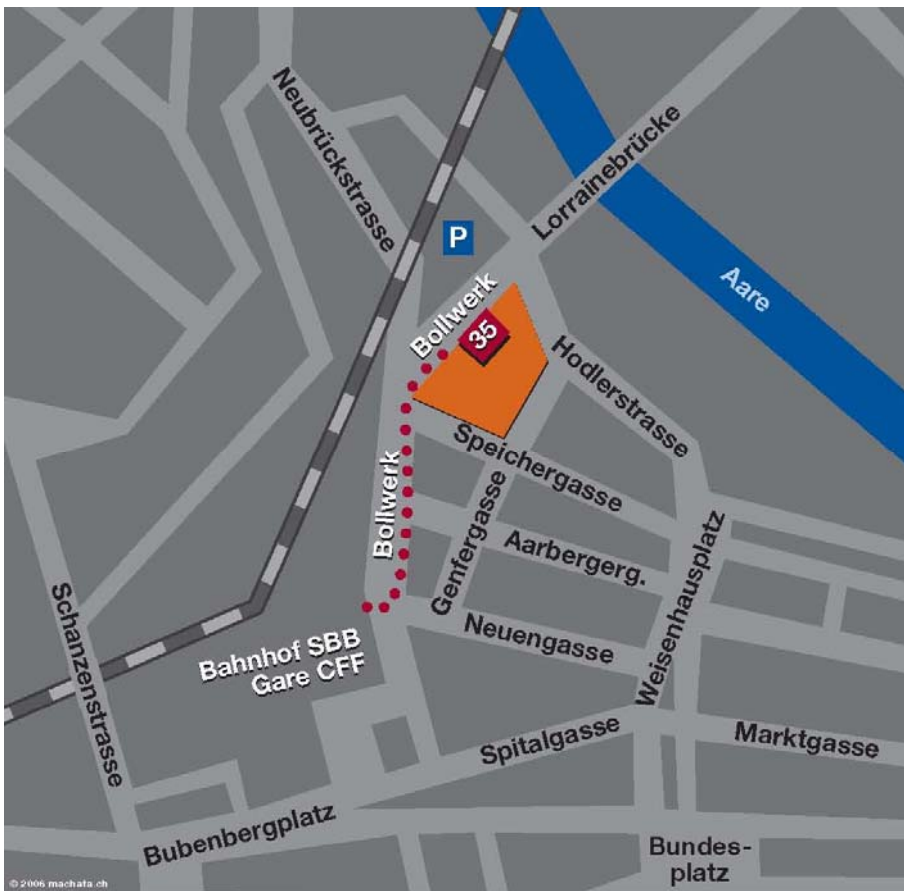 Neubrückstrasse
Lorrainebrücke
P
Aare
Bollwerk
35
Hodlerstrasse
Speichergasse
Bollwerk
Genfergasse
Aarbergerg.
Weisenhausplatz
Neuengasse
Schanzenstrasse
Bahnhof SBB
Gare CFF
Spitalgasse
Marktgasse
Bubenbergplatz
Bundes-
platz
© 2006 machata.ch